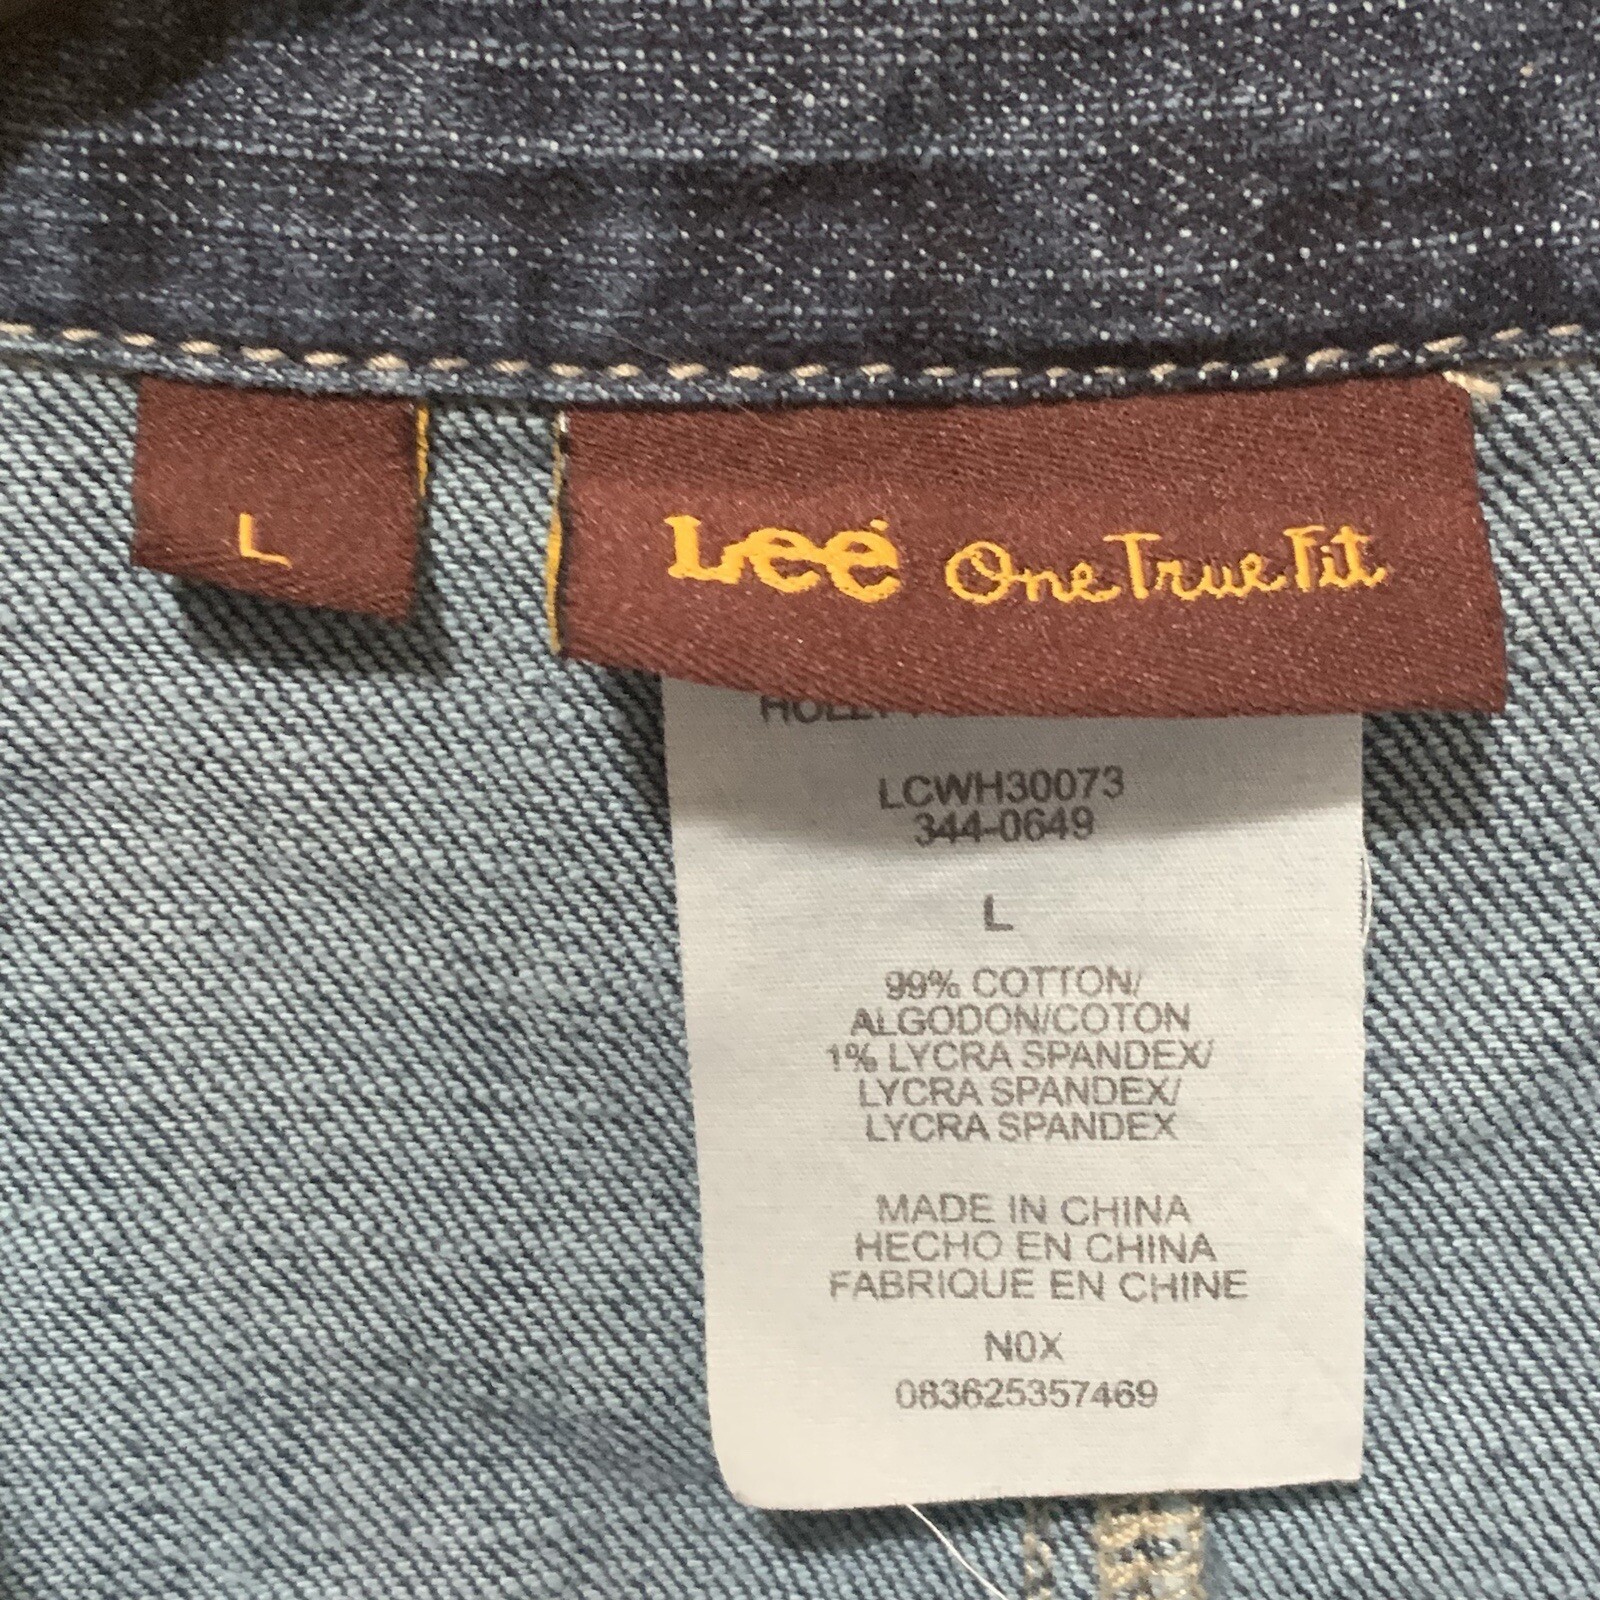 L
Lee One True Fit
LCWH30073
344-0649
L
99% COTTON/
ALGODON/COTON
1% LYCRA SPANDEX/
LYCRA SPANDEX/
LYCRA SPANDEX
MADE IN CHINA
HECHO EN CHINA
FABRIQUE EN CHINE
N0X
083625357469